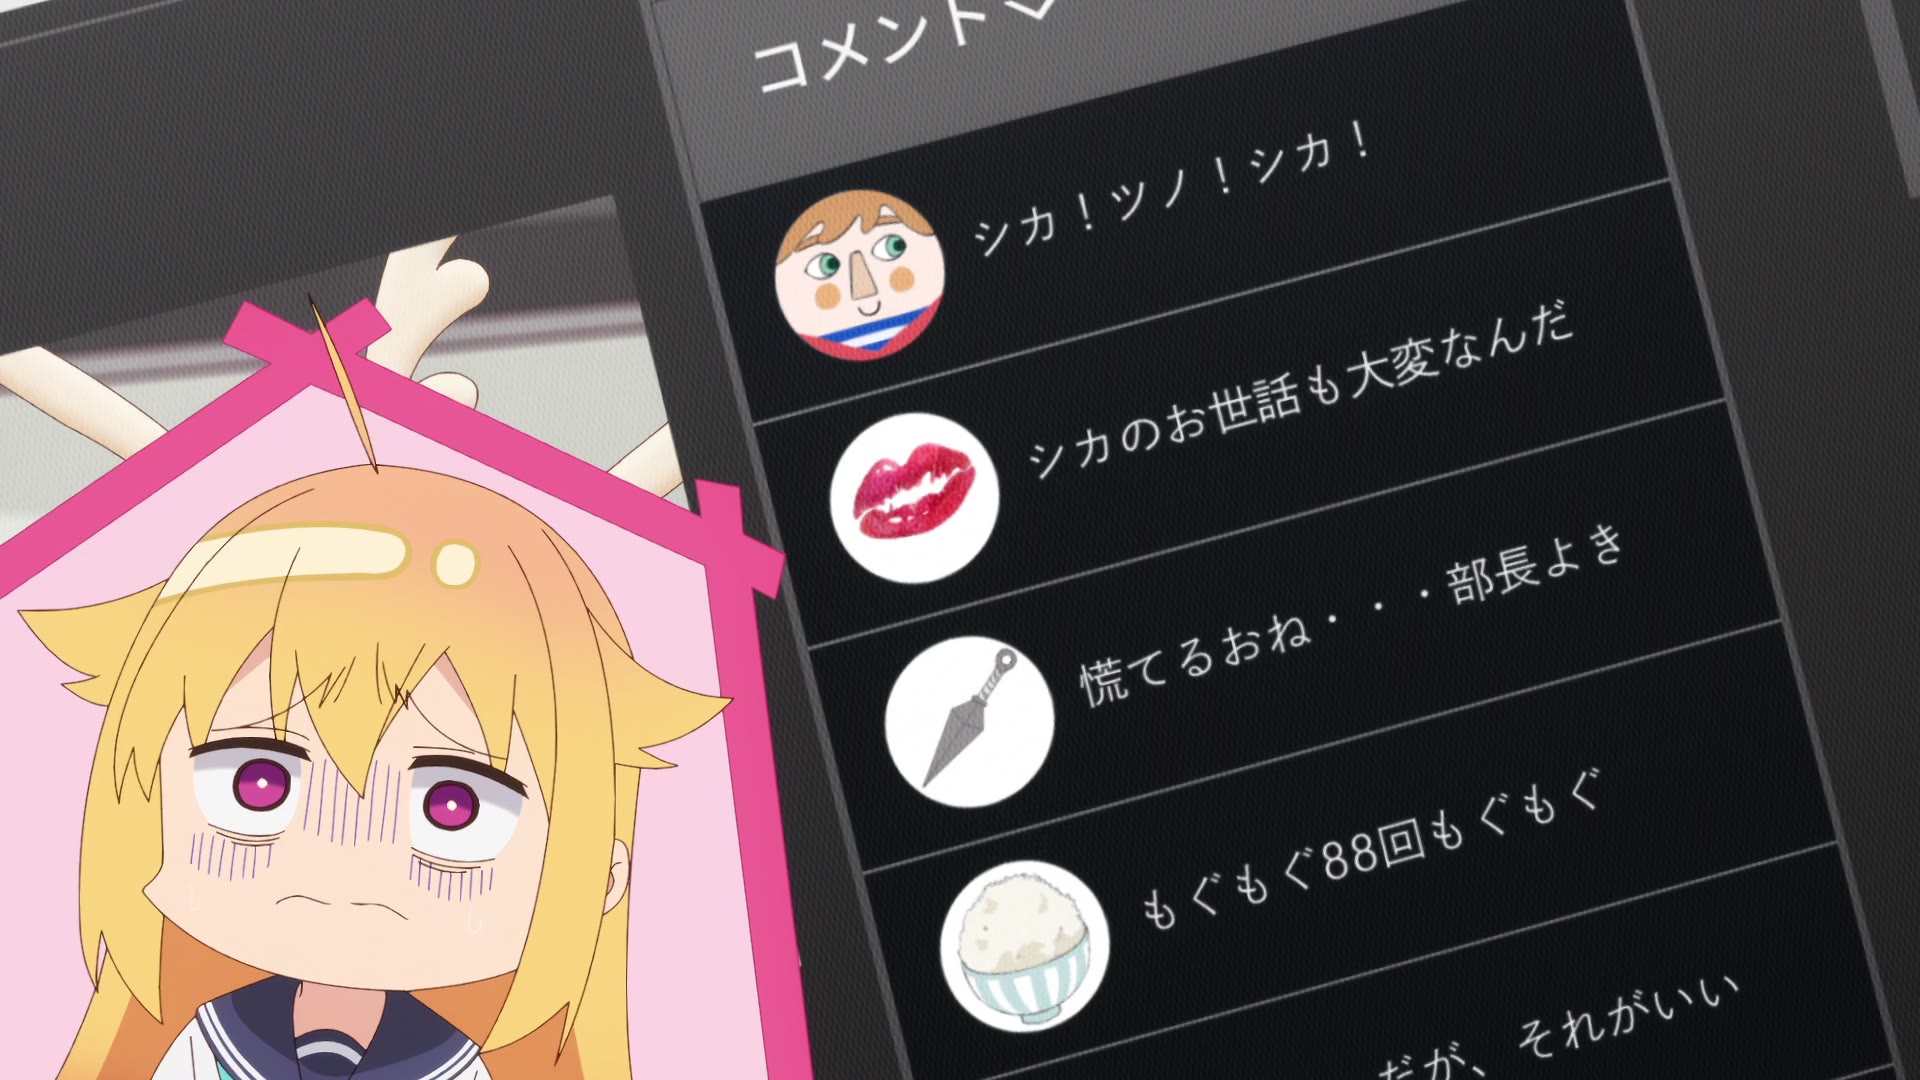 コメント
シカ！ツノ！シカ！
シカのお世話も大変なんだ
慌てるおね・・・部長よき
もぐもぐ88回もぐもぐ
だが、それがいい